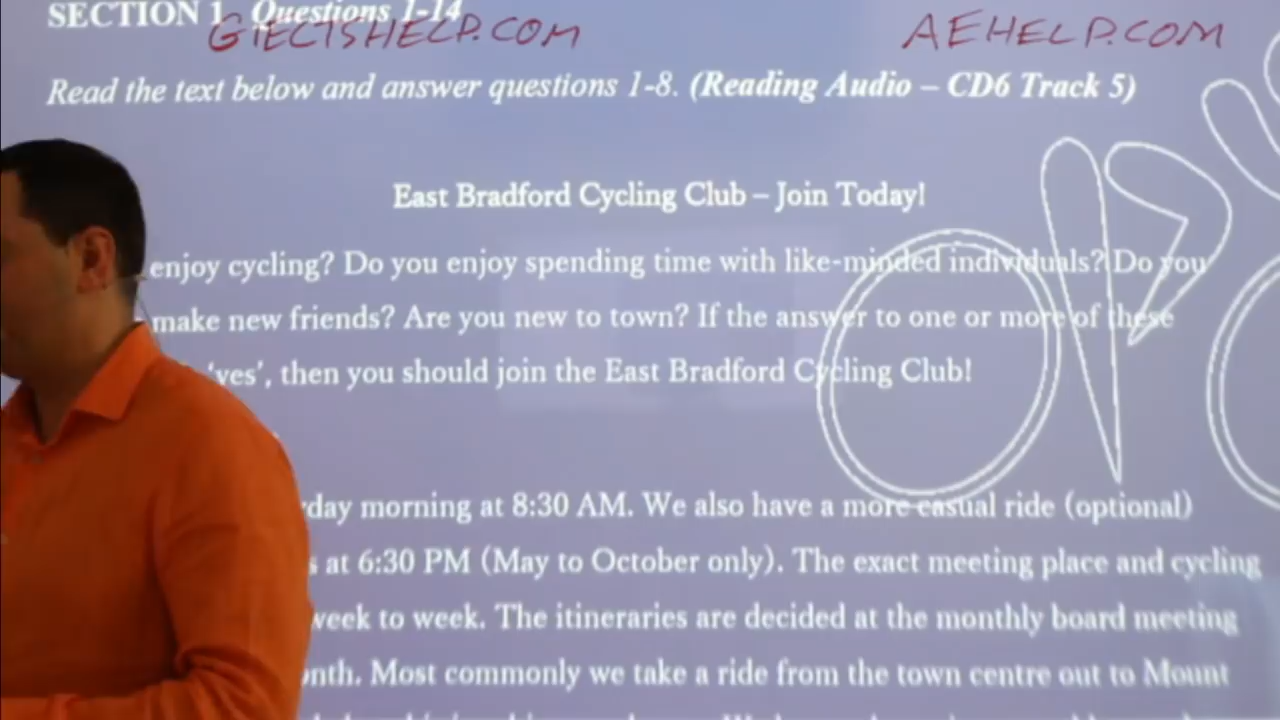 SECTION 1 Questions 1-14
GIELTSHELP.COM
AEHELP.COM
Read the text below and answer questions 1-8. (Reading Audio – CD6 Track 5)
East Bradford Cycling Club – Join Today!
enjoy cycling? Do you enjoy spending time with like-minded individuals? Do you
make new friends? Are you new to town? If the answer to one or more of these
'yes', then you should join the East Bradford Cycling Club!
day morning at 8:30 AM. We also have a more casual ride (optional)
at 6:30 PM (May to October only). The exact meeting place and cycling
week to week. The itineraries are decided at the monthly board meeting
Most commonly we take a ride from the town centre out to Mount